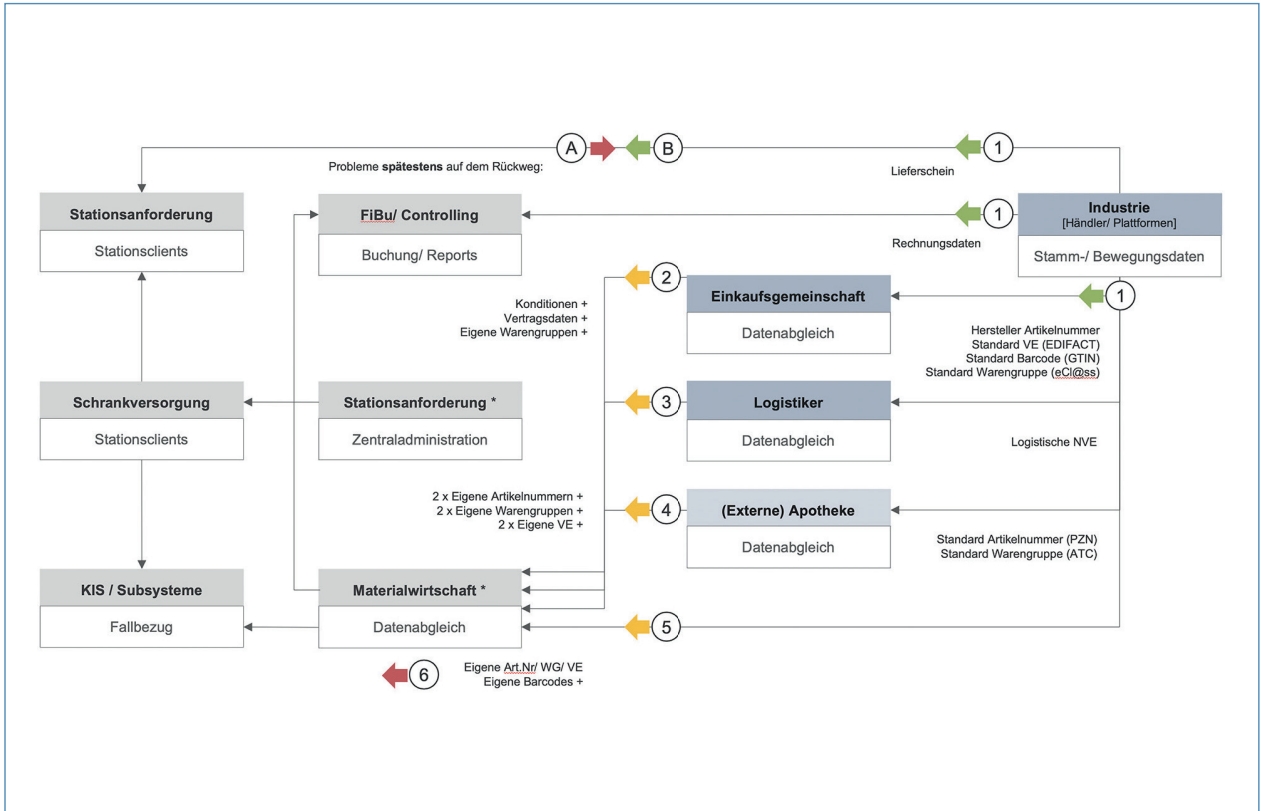 A
B
1
Probleme spätestens auf dem Rückweg:
Lieferschein
Stationsanforderung
Stationsclients
FiBu/ Controlling
Buchung/ Reports
1
Rechnungsdaten
Industrie
[Händler/ Plattformen]
Stamm-/ Bewegungsdaten
2
Konditionen +
Vertragsdaten +
Eigene Warengruppen +
Einkaufsgemeinschaft
Datenabgleich
1
Hersteller Artikelnummer
Standard VE (EDIFACT)
Standard Barcode (GTIN)
Standard Warengruppe (eCl@ss)
Schrankversorgung
Stationsclients
Stationsanforderung *
Zentraladministration
3
Logistiker
Datenabgleich
Logistische NVE
2 x Eigene Artikelnummern +
2 x Eigene Warengruppen +
2 x Eigene VE +
4
(Externe) Apotheke
Datenabgleich
Standard Artikelnummer (PZN)
Standard Warengruppe (ATC)
KIS / Subsysteme
Fallbezug
Materialwirtschaft *
Datenabgleich
5
6
Eigene Art.Nr/ WG/ VE
Eigene Barcodes +